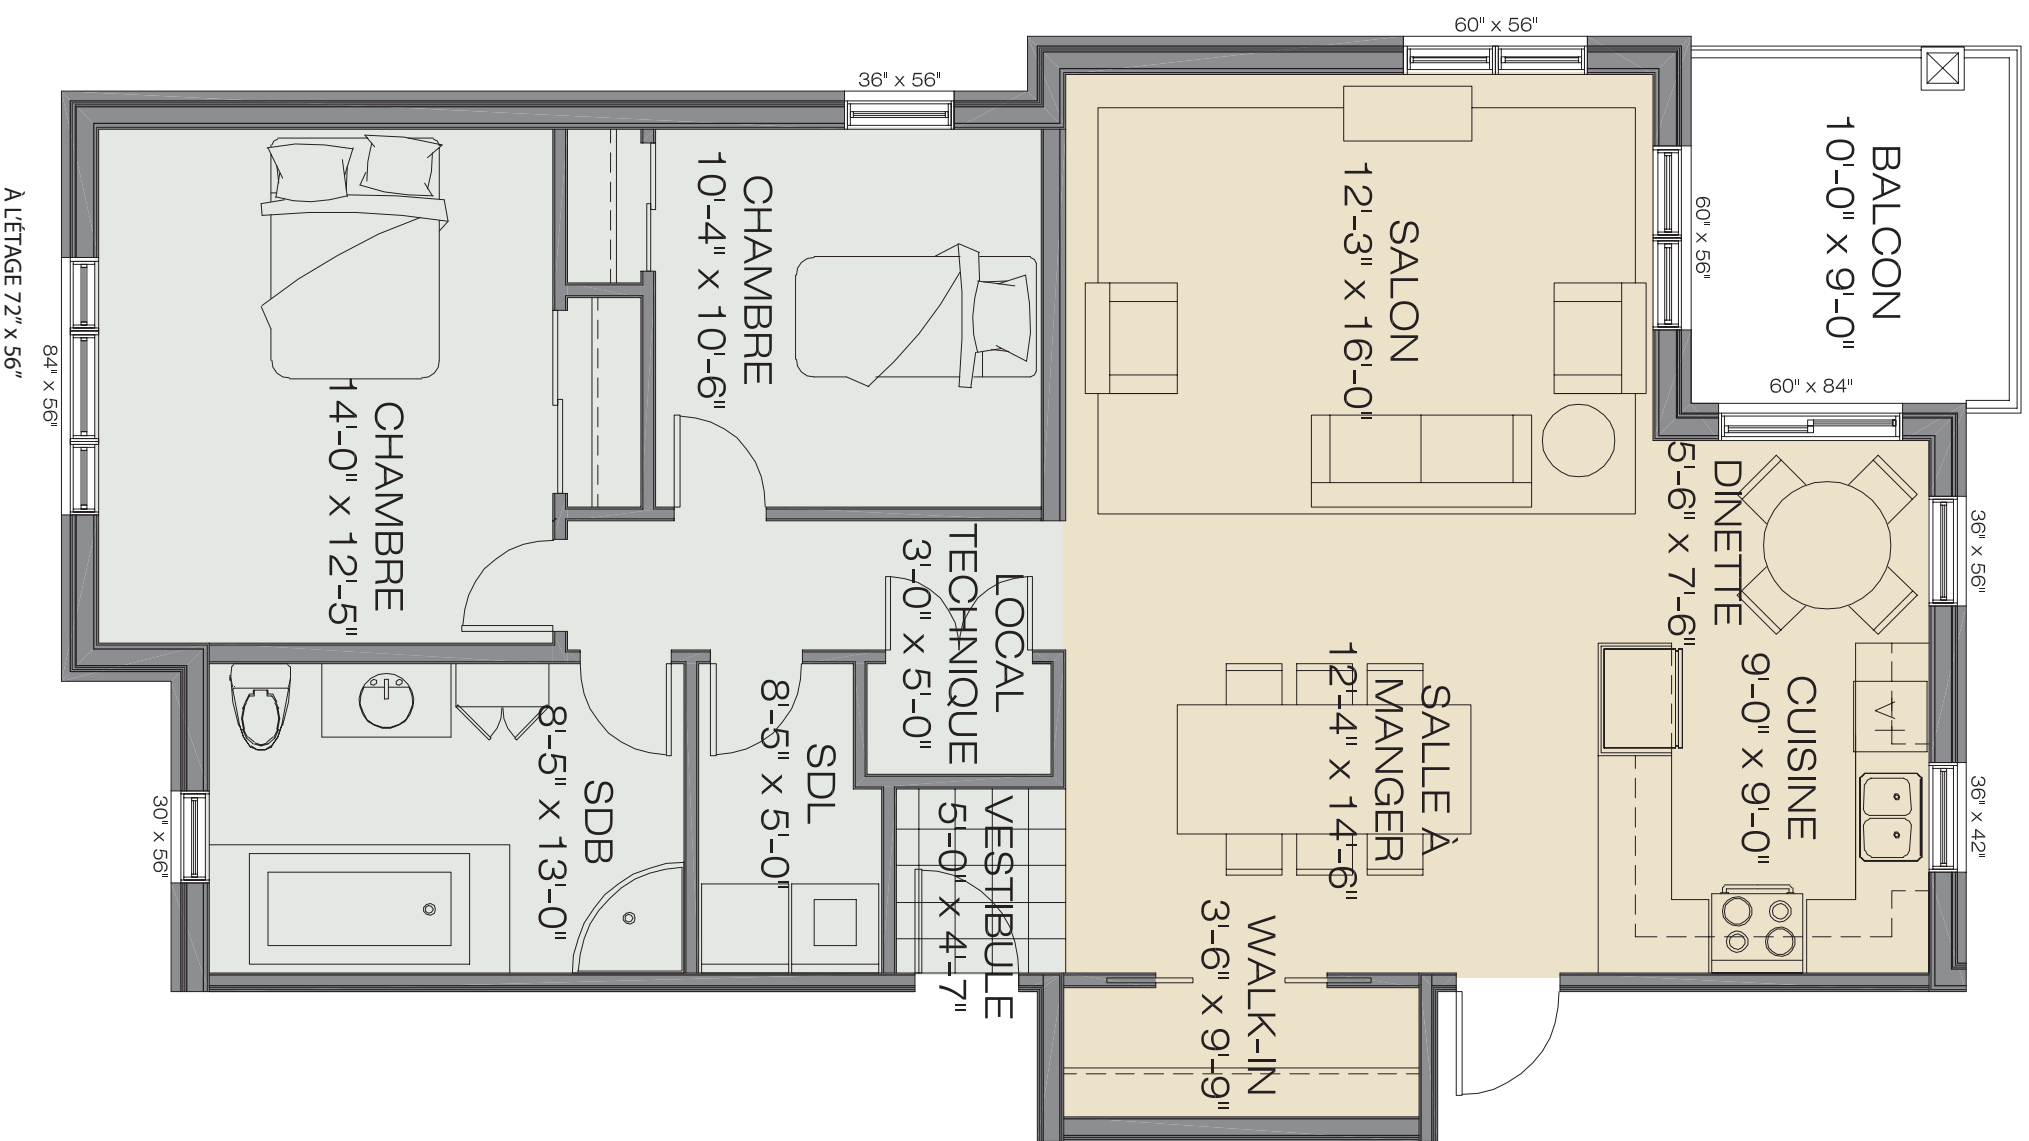 60" x 56"
36" x 56"
BALCON
10'-0" x 9'-0"
60" x 56"
60" x 84"
SALON
12'-3" x 16'-0"
CHAMBRE
10'-4" x 10'-6"
À L'ÉTAGE 72" x 56"
84" x 56"
CHAMBRE
14'-0" x 12'-5"
DINETTE
5'-6" x 7'-6"
36" x 56"
LOCAL
TECHNIQUE
3'-0" x 5'-0"
CUISINE
9'-0" x 9'-0"
LV
36" x 42"
SALLE À
MANGER
12'-4" x 14'-6"
SDL
8'-5" x 5'-0"
SDB
8'-5" x 13'-0"
30" x 56"
VESTIBULE
5'-0" x 4'-7"
WALK-IN
3'-6" x 9'-9"